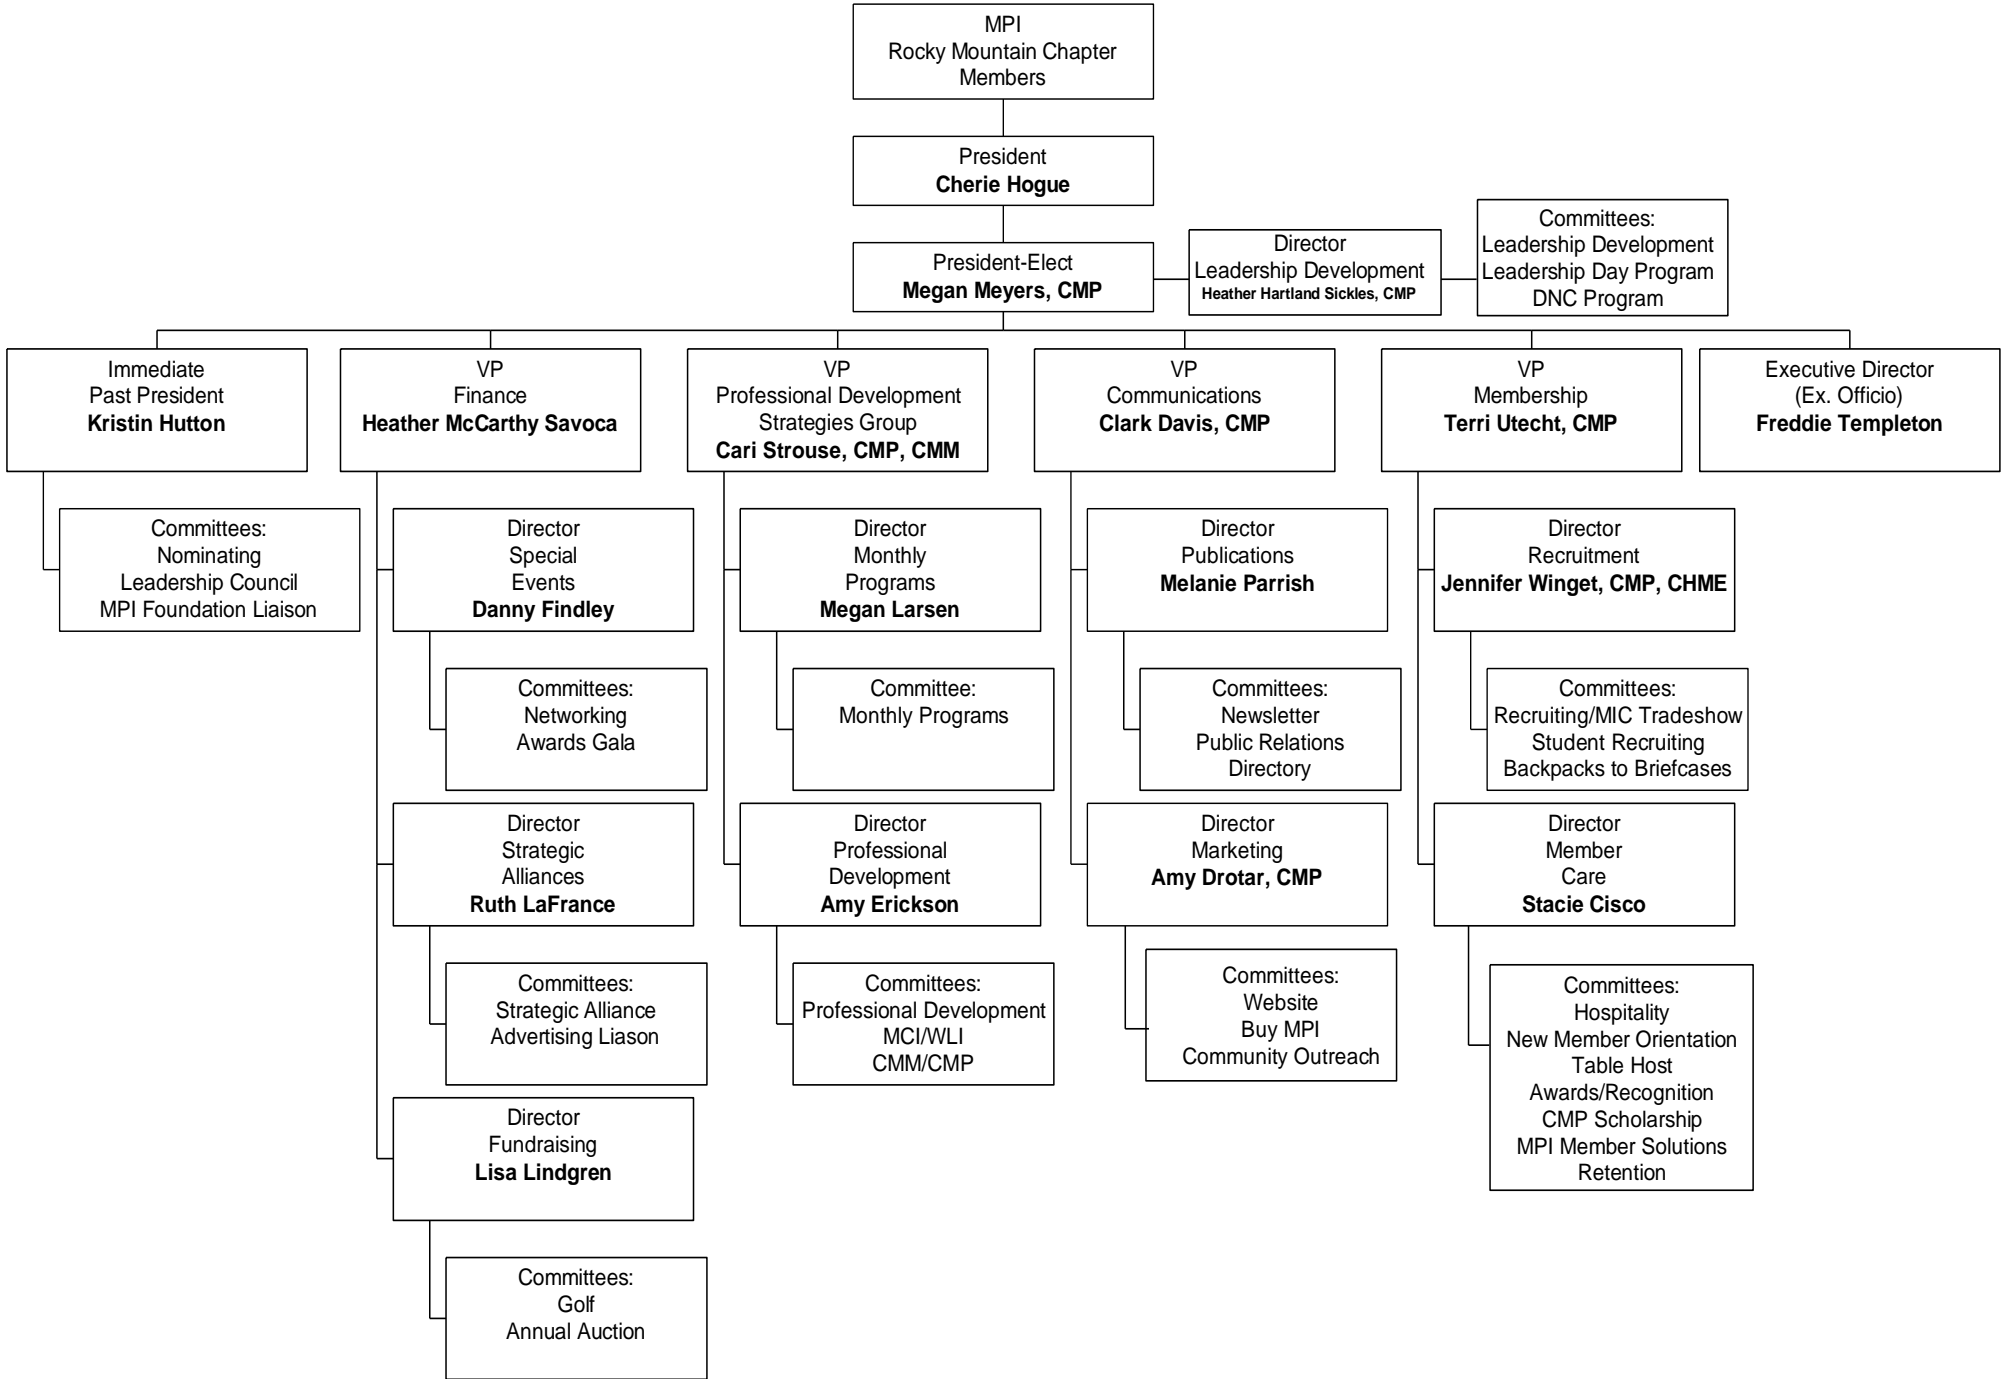 MPI
Rocky Mountain Chapter
Members
President
Cherie Hogue
President-Elect
Megan Meyers, CMP
Director
Leadership Development
Heather Hartland Sickles, CMP
Committees:
Leadership Development
Leadership Day Program
DNC Program
Immediate
Past President
Kristin Hutton
VP
Finance
Heather McCarthy Savoca
VP
Professional Development
Strategies Group
Cari Strouse, CMP, CMM
VP
Communications
Clark Davis, CMP
VP
Membership
Terri Utecht, CMP
Executive Director
(Ex. Officio)
Freddie Templeton
Committees:
Nominating
Leadership Council
MPI Foundation Liaison
Director
Special
Events
Danny Findley
Director
Monthly
Programs
Megan Larsen
Director
Publications
Melanie Parrish
Director
Recruitment
Jennifer Winget, CMP, CHME
Committees:
Networking
Awards Gala
Committee:
Monthly Programs
Committees:
Newsletter
Public Relations
Directory
Committees:
Recruiting/MIC Tradeshow
Student Recruiting
Backpacks to Briefcases
Director
Strategic
Alliances
Ruth LaFrance
Director
Professional
Development
Amy Erickson
Director
Marketing
Amy Drotar, CMP
Director
Member
Care
Stacie Cisco
Committees:
Strategic Alliance
Advertising Liason
Committees:
Professional Development
MCI/WLI
CMM/CMP
Committees:
Website
Buy MPI
Community Outreach
Committees:
Hospitality
New Member Orientation
Table Host
Awards/Recognition
CMP Scholarship
MPI Member Solutions
Retention
Director
Fundraising
Lisa Lindgren
Committees:
Golf
Annual Auction